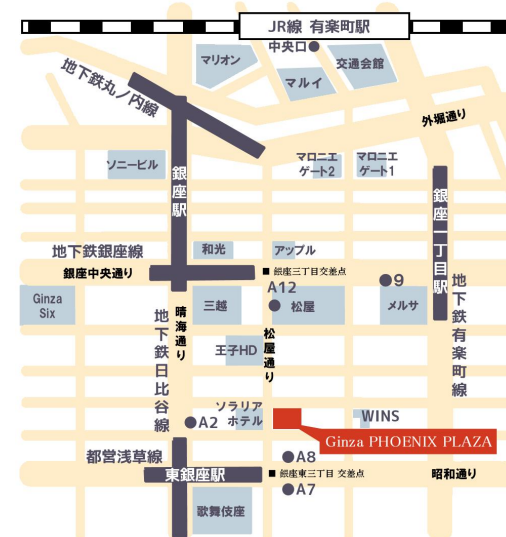 JR線 有楽町駅
中央口
マリオン
マルイ
交通会館
地下鉄丸ノ内線
外堀通り
ソニービル
銀座駅
マロニエ
ゲート2
マロニエ
ゲート1
銀座一丁目駅
地下鉄銀座線
銀座中央通り
和光
アップル
銀座三丁目交差点
A12
9
Ginza
Six
地下鉄日比谷線
晴海通り
三越
松屋
松屋通り
メルサ
地下鉄有楽町線
王子HD
ソラリア
ホテル
A2
WINS
Ginza PHOENIX PLAZA
都営浅草線
東銀座駅
A8
銀座東三丁目 交差点
A7
昭和通り
歌舞伎座